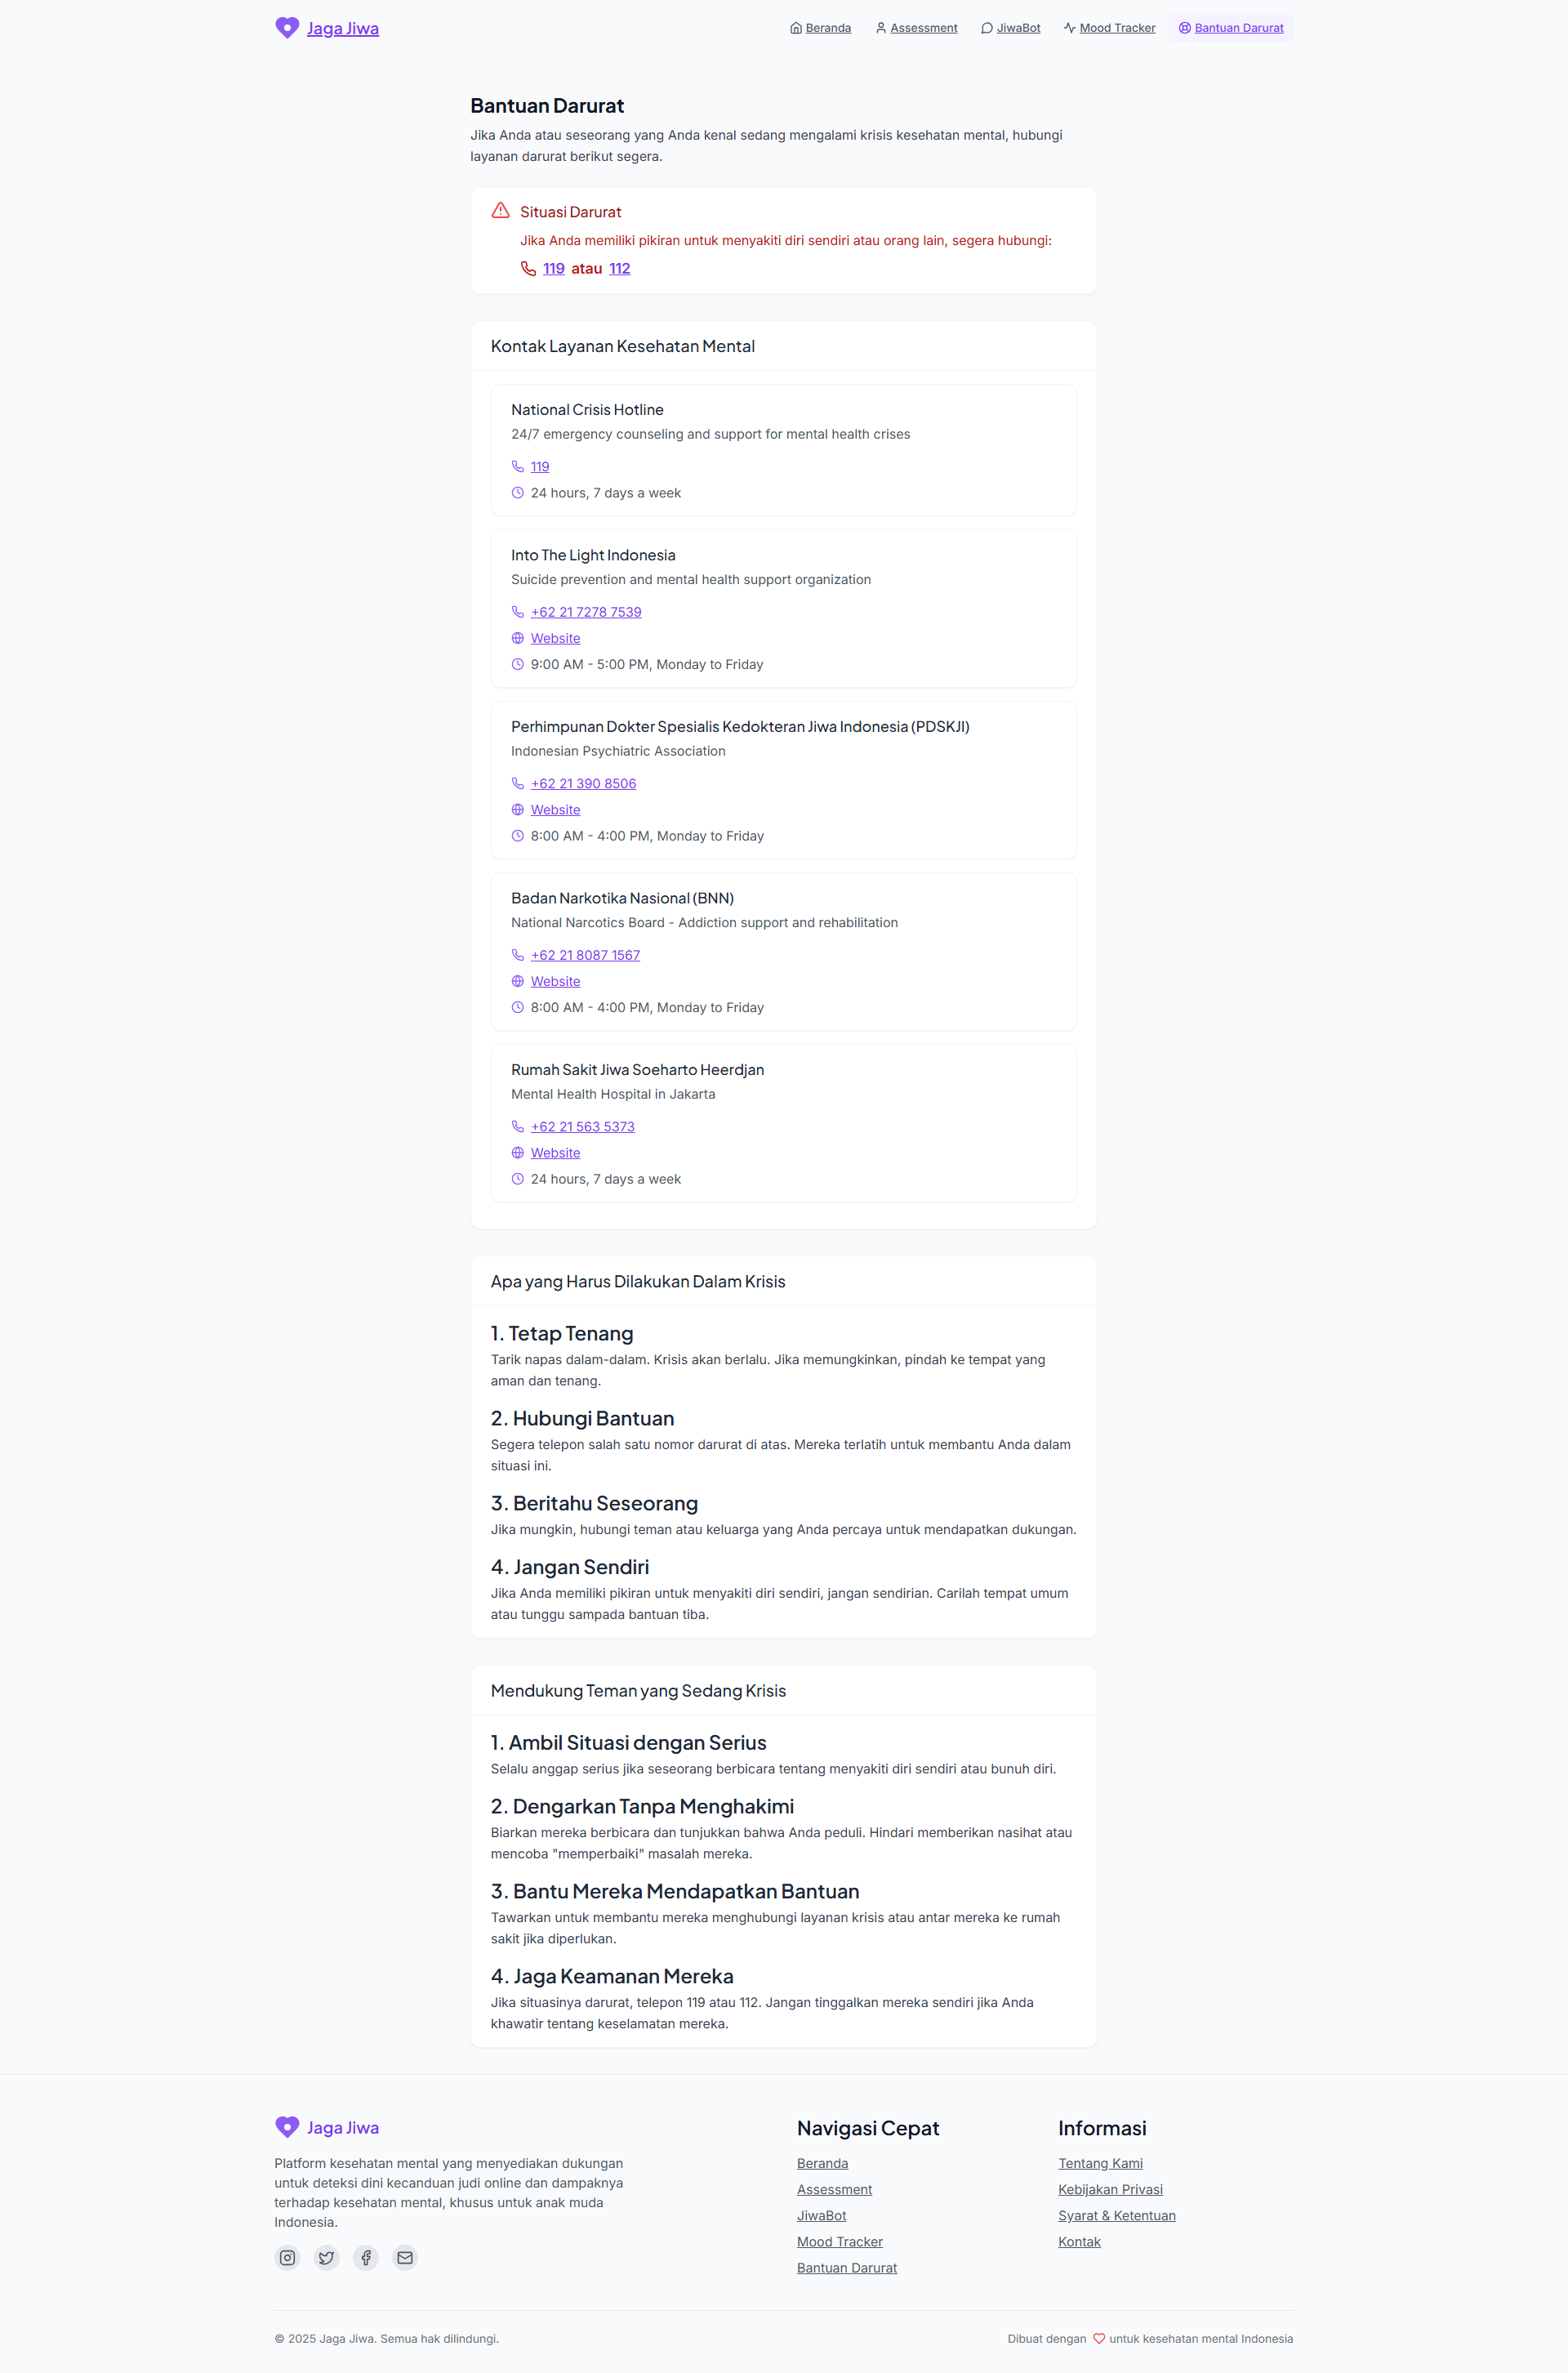 Jaga Jiwa
Beranda
Assessment
JiwaBot
Mood Tracker
Bantuan Darurat
Bantuan Darurat
Jika Anda atau seseorang yang Anda kenal sedang mengalami krisis kesehatan mental, hubungi
layanan darurat berikut segera.
Situasi Darurat
Jika Anda memiliki pikiran untuk menyakiti diri sendiri atau orang lain, segera hubungi:
119 atau 112
Kontak Layanan Kesehatan Mental
National Crisis Hotline
24/7 emergency counseling and support for mental health crises
119
24 hours, 7 days a week
Into The Light Indonesia
Suicide prevention and mental health support organization
+62 21 7278 7539
Website
9:00 AM - 5:00 PM, Monday to Friday
Perhimpunan Dokter Spesialis Kedokteran Jiwa Indonesia (PDSKJI)
Indonesian Psychiatric Association
+62 21 390 8506
Website
8:00 AM - 4:00 PM, Monday to Friday
Badan Narkotika Nasional (BNN)
National Narcotics Board - Addiction support and rehabilitation
+62 21 8087 1567
Website
8:00 AM - 4:00 PM, Monday to Friday
Rumah Sakit Jiwa Soeharto Heerdjan
Mental Health Hospital in Jakarta
+62 21 563 5373
Website
24 hours, 7 days a week
Apa yang Harus Dilakukan Dalam Krisis
1. Tetap Tenang
Tarik napas dalam-dalam. Krisis akan berlalu. Jika memungkinkan, pindah ke tempat yang
aman dan tenang.
2. Hubungi Bantuan
Segera telepon salah satu nomor darurat di atas. Mereka terlatih untuk membantu Anda dalam
situasi ini.
3. Beritahu Seseorang
Jika mungkin, hubungi teman atau keluarga yang Anda percaya untuk mendapatkan dukungan.
4. Jangan Sendiri
Jika Anda memiliki pikiran untuk menyakiti diri sendiri, jangan sendirian. Carilah tempat umum
atau tunggu sampada bantuan tiba.
Mendukung Teman yang Sedang Krisis
1. Ambil Situasi dengan Serius
Selalu anggap serius jika seseorang berbicara tentang menyakiti diri sendiri atau bunuh diri.
2. Dengarkan Tanpa Menghakimi
Biarkan mereka berbicara dan tunjukkan bahwa Anda peduli. Hindari memberikan nasihat atau
mencoba "memperbaiki" masalah mereka.
3. Bantu Mereka Mendapatkan Bantuan
Tawarkan untuk membantu mereka menghubungi layanan krisis atau antar mereka ke rumah
sakit jika diperlukan.
4. Jaga Keamanan Mereka
Jika situasinya darurat, telepon 119 atau 112. Jangan tinggalkan mereka sendiri jika Anda
khawatir tentang keselamatan mereka.
Jaga Jiwa
Platform kesehatan mental yang menyediakan dukungan
untuk deteksi dini kecanduan judi online dan dampaknya
terhadap kesehatan mental, khusus untuk anak muda
Indonesia.
Navigasi Cepat
Beranda
Assessment
JiwaBot
Mood Tracker
Bantuan Darurat
Informasi
Tentang Kami
Kebijakan Privasi
Syarat & Ketentuan
Kontak
© 2025 Jaga Jiwa. Semua hak dilindungi.
Dibuat dengan untuk kesehatan mental Indonesia